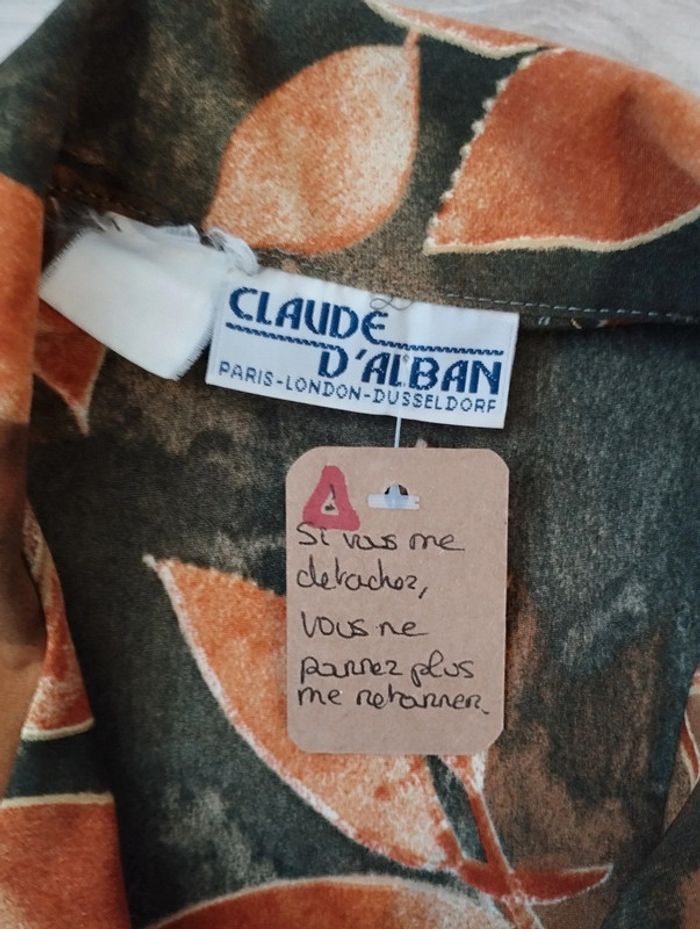 CLAUDE
D'ALBAN
PARIS-LONDON-DUSSELDORF
Si vous me
detachez,
vous ne
pourrez plus
me retourner.